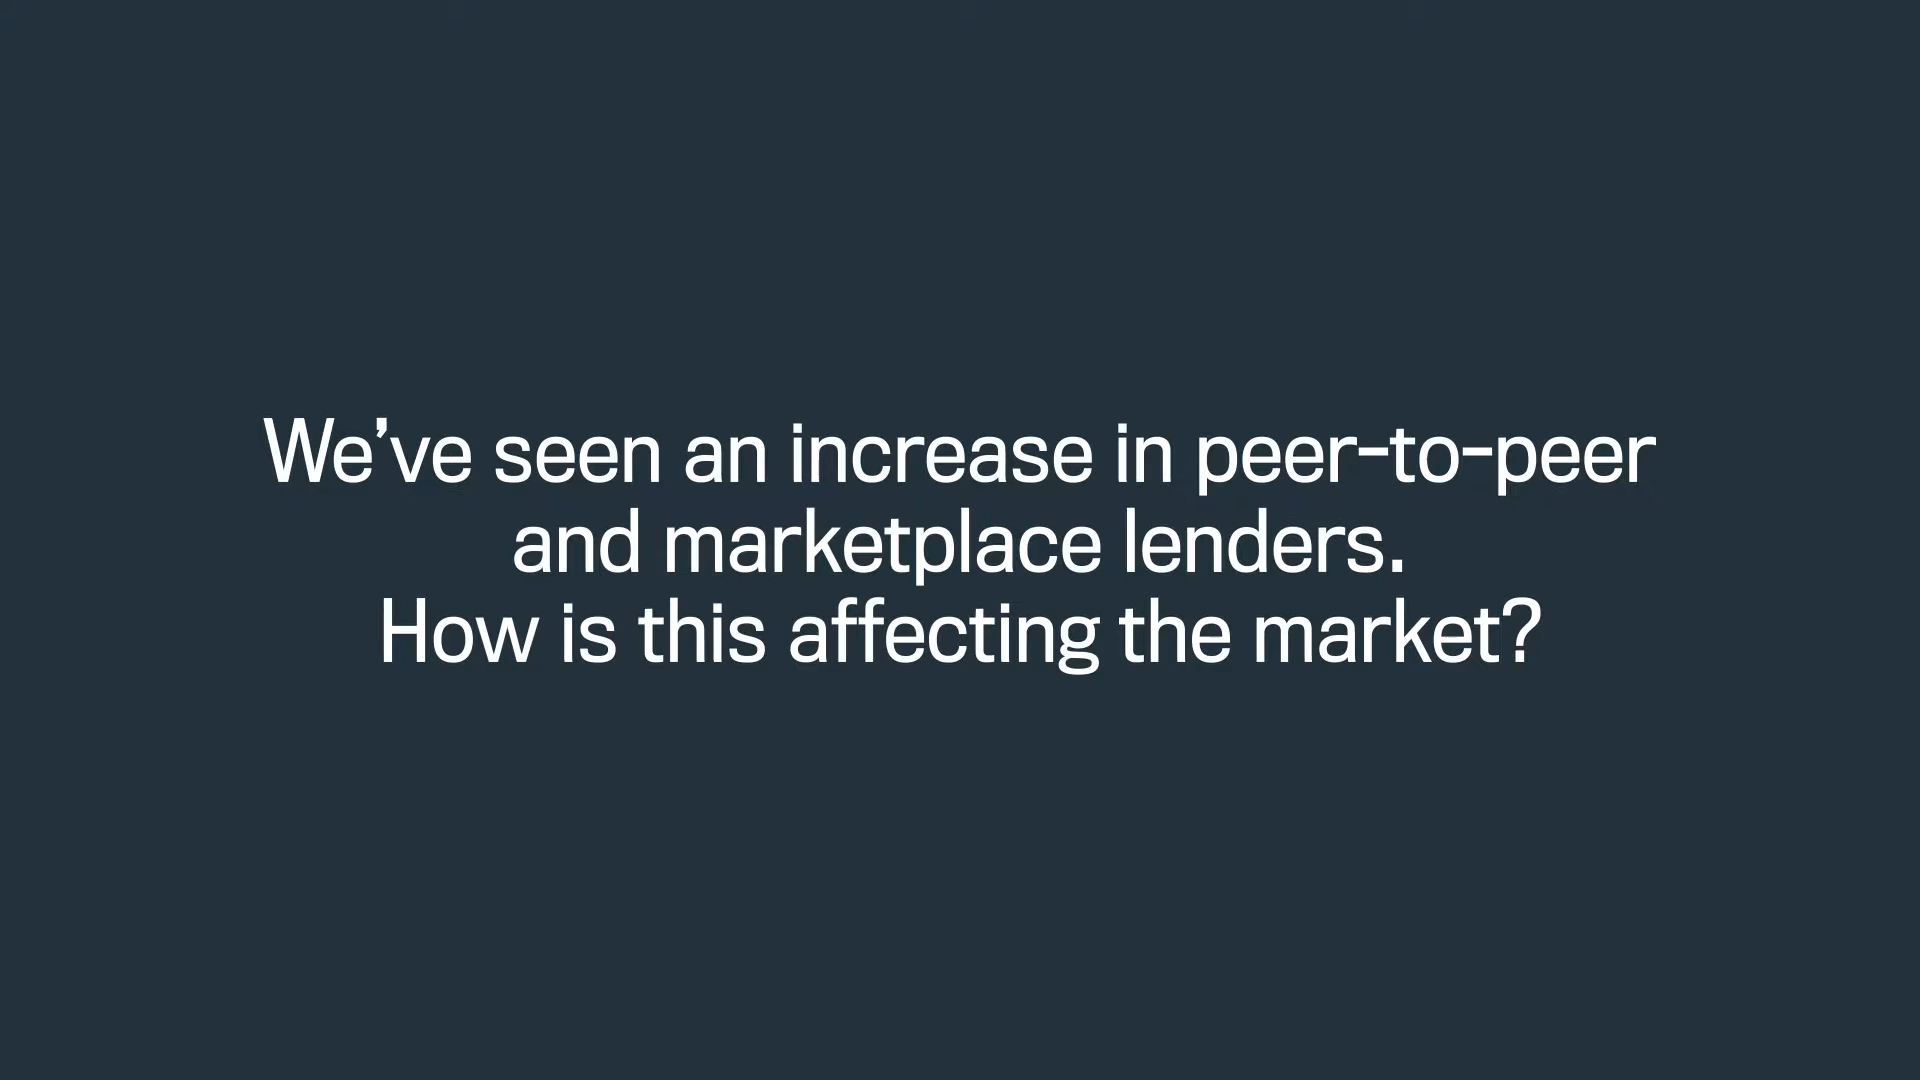 We’ve seen an increase in peer-to-peer
and marketplace lenders.
How is this affecting the market?